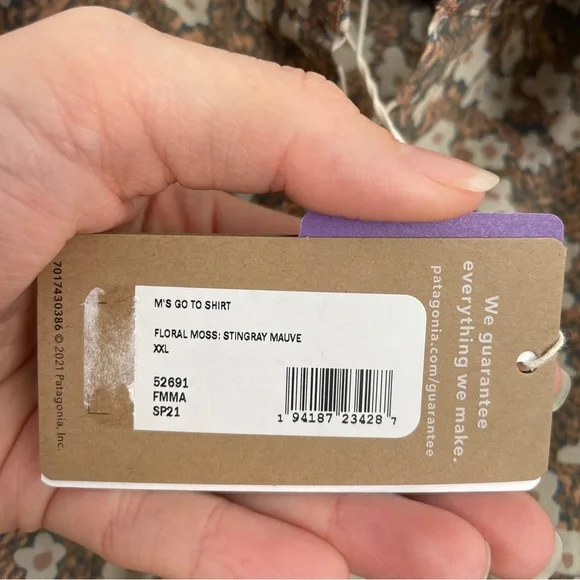 M'S GO TO SHIRT
FLORAL MOSS: STINGRAY MAUVE
XXL
52691
FMMA
SP21
1 94187 23428 7
We guarantee
everything we make.
patagonia.com/guarantee
7017430386 © 2021 Patagonia, Inc.